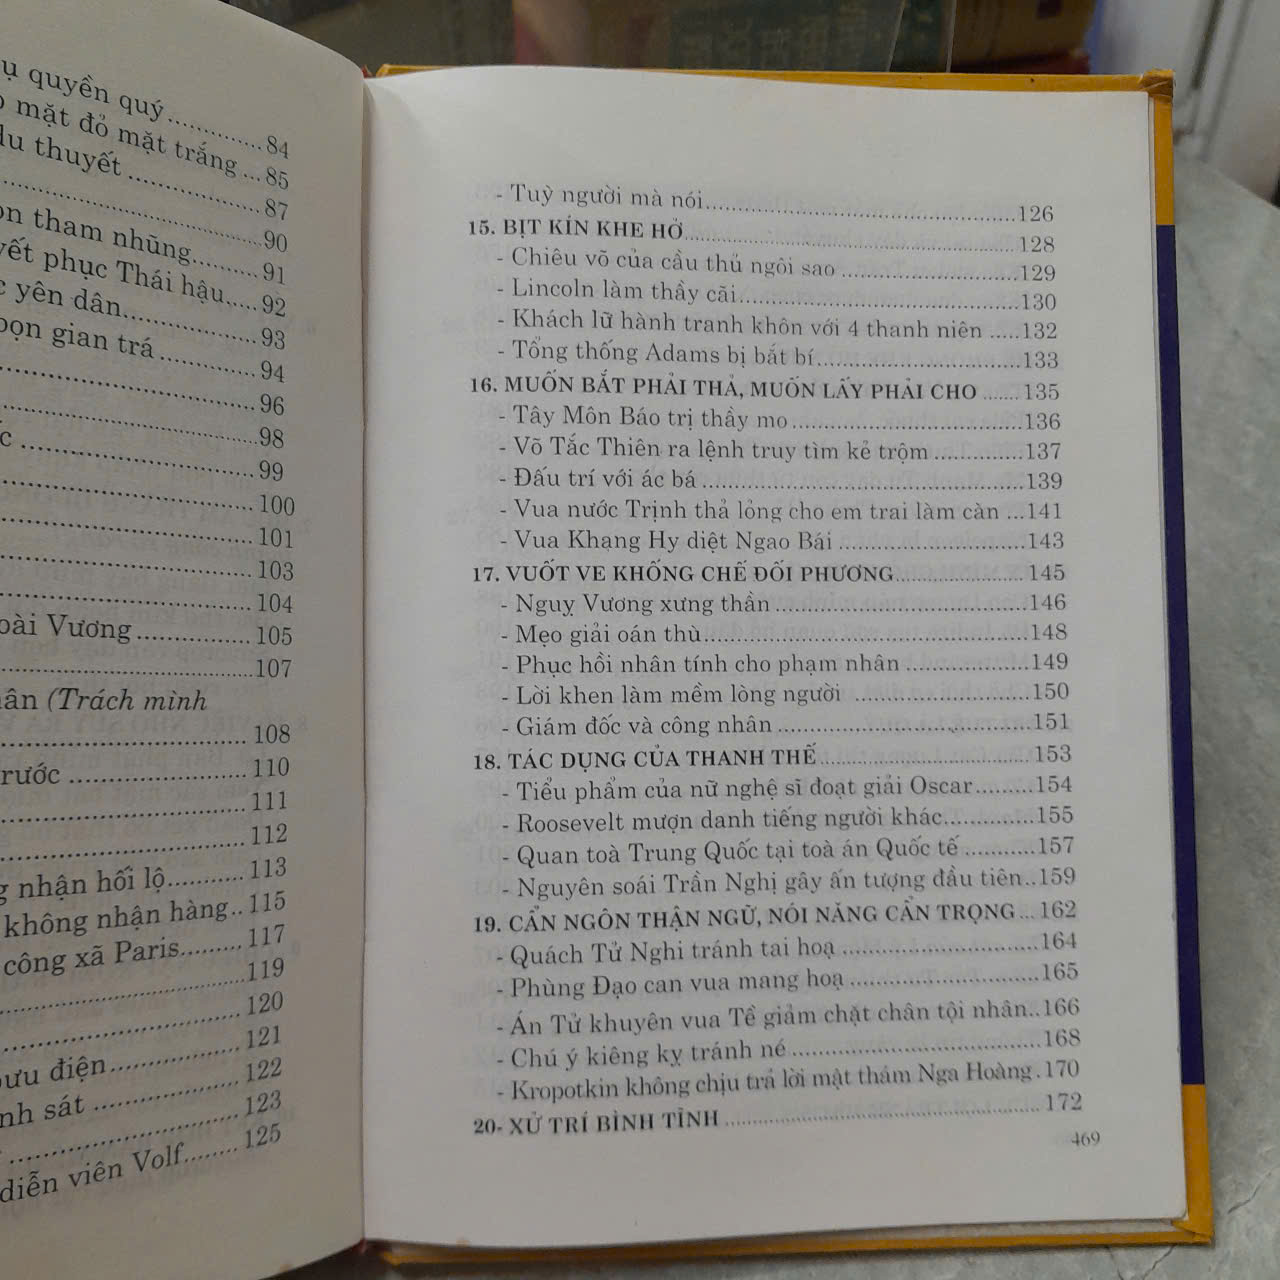 quyền quý.............84
mặt đỏ mặt trắng ...85
du thuyết..................87
90
tham nhũng..........91
phục Thái hậu.....92
yên dân...............93
bọn gian trá.............94
96
98
99
100
101
103
104
oài Vương...............105
107
(Trách mình
108
110
111
112
nhận hối lộ...........113
không nhận hàng..115
công xã Paris.........117
119
120
bưu điện..................121
sát ....................122
123
diễn viên Volf........125
- Tuỳ người mà nói..........................................126
15. BỊT KÍN KHE HỞ..........................................128
- Chiêu võ của cầu thủ ngôi sao ........................129
- Lincoln làm thầy cãi.....................................130
- Khách lữ hành tranh khôn với 4 thanh niên .....132
- Tổng thống Adams bị bắt bí...........................133
16. MUỐN BẮT PHẢI THẢ, MUỐN LẤY PHẢI CHO .......135
- Tây Môn Báo trị thầy mo...............................136
- Võ Tắc Thiên ra lệnh truy tìm kẻ trộm .............137
- Đấu trí với ác bá ..........................................139
- Vua nước Trịnh thả lỏng cho em trai làm càn ...141
- Vua Khang Hy diệt Ngao Bái ........................143
17. VUỐT VE KHỐNG CHẾ ĐỐI PHƯƠNG.................145
- Nguỵ Vương xưng thần .................................146
- Mẹo giải oán thù...........................................148
- Phục hồi nhân tính cho phạm nhân ................149
- Lời khen làm mềm lòng người .......................150
- Giám đốc và công nhân .................................151
18. TÁC DỤNG CỦA THANH THẾ............................153
- Tiểu phẩm của nữ nghệ sĩ đoạt giải Oscar.........154
- Roosevelt mượn danh tiếng người khác.............155
- Quan toà Trung Quốc tại toà án Quốc tế ..........157
- Nguyên soái Trần Nghị gây ấn tượng đầu tiên..159
19. CẨN NGÔN THẬN NGỮ, NÓI NĂNG CẨN TRỌNG ...162
- Quách Tử Nghi tránh tai hoạ ..........................164
- Phùng Đạo can vua mang hoạ .........................165
- Án Tử khuyên vua Tề giảm chặt chân tội nhân..166
- Chú ý kiêng kỵ tránh né ................................168
- Kropotkin không chịu trả lời mật thám Nga Hoàng.170
20- XỬ TRÍ BÌNH TĨNH ........................................172
469